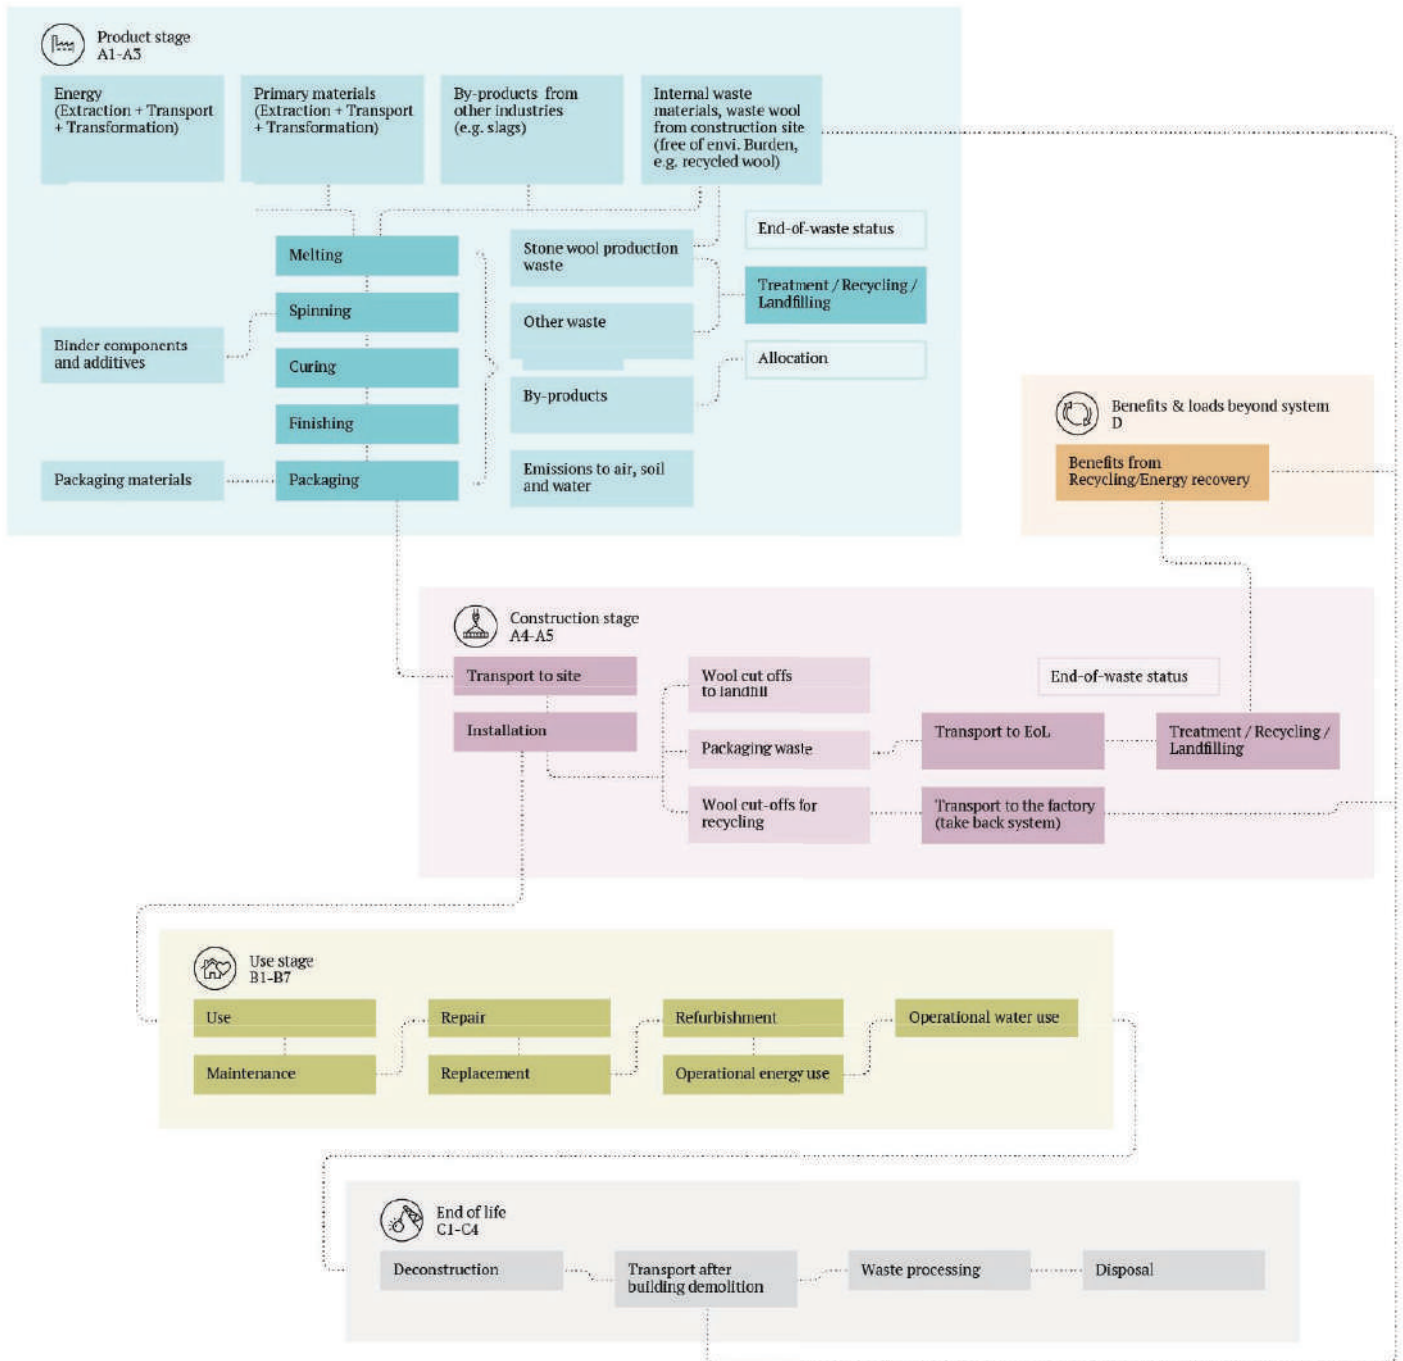 Product stage
A1-A3
Energy
(Extraction + Transport
+ Transformation)
Primary materials
(Extraction + Transport
+ Transformation)
By-products from
other industries
(e.g. slags)
Internal waste
materials, waste wool
from construction site
(free of envi. Burden,
e.g. recycled wool)
Melting
Spinning
Curing
Finishing
Packaging
Binder components
and additives
Packaging materials
Stone wool production
waste
Other waste
By-products
Emissions to air, soil
and water
End-of-waste status
Treatment / Recycling /
Landfilling
Allocation
Benefits & loads beyond system
D
Benefits from
Recycling/Energy recovery
Construction stage
A4-A5
Transport to site
Installation
Wool cut offs
to landfill
Packaging waste
Wool cut-offs for
recycling
End-of-waste status
Transport to EoL
Treatment / Recycling /
Landfilling
Transport to the factory
(take back system)
Use stage
B1-B7
Use
Maintenance
Repair
Replacement
Refurbishment
Operational energy use
Operational water use
End of life
C1-C4
Deconstruction
Transport after
building demolition
Waste processing
Disposal